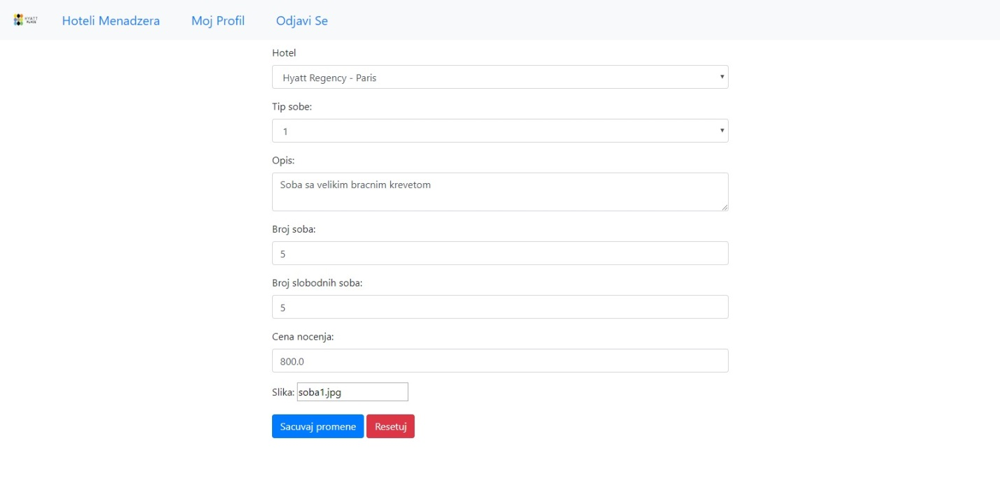 HYATT
PLACE
Hoteli Menadzera
Moj Profil
Odjavi Se
Hotel
Hyatt Regency - Paris
Tip sobe:
1
Opis:
Soba sa velikim bracnim krevetom
Broj soba:
5
Broj slobodnih soba:
5
Cena nocenja:
800.0
Slika: soba1.jpg
Sacuvaj promene Resetuj